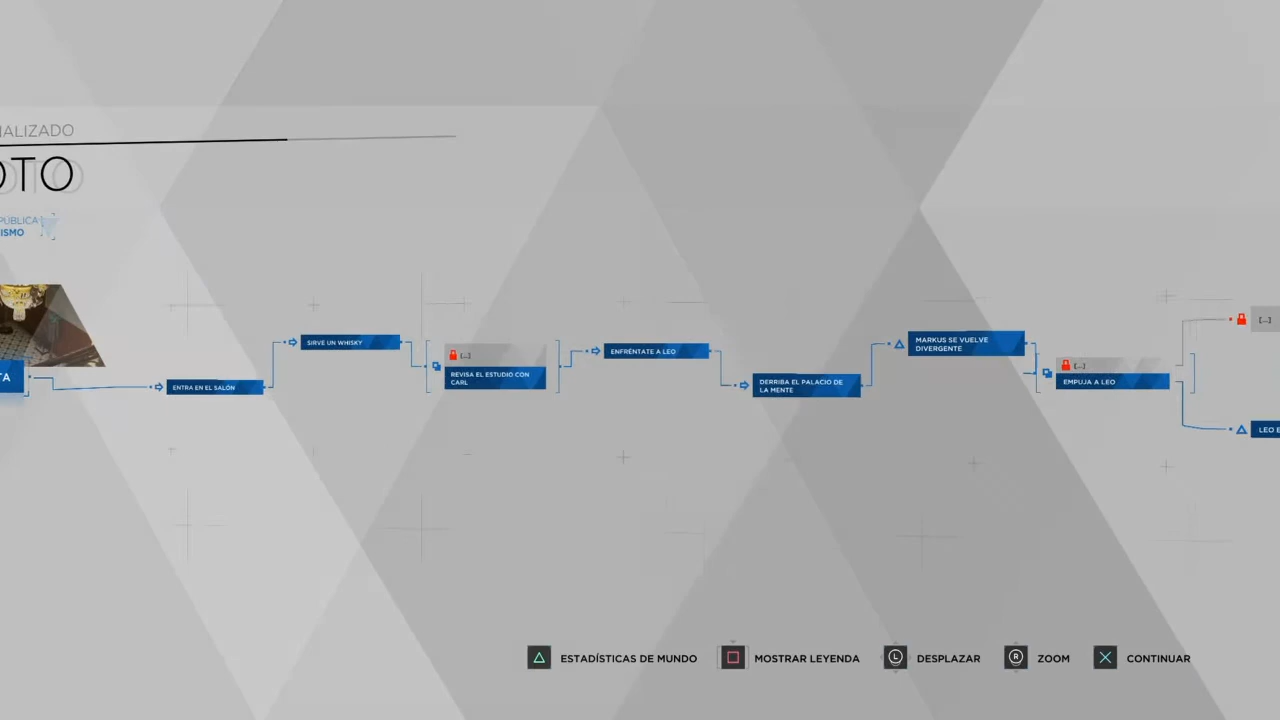 IALIZADO
OTO
PÚBLICA
ISMO
TA
ENTRA EN EL SALÓN
SIRVE UN WHISKY
[...]
REVISA EL ESTUDIO CON
CARL
ENFRÉNTATE A LEO
DERRIBA EL PALACIO DE
LA MENTE
MARKUS SE VUELVE
DIVERGENTE
[...]
EMPUJA A LEO
[...]
LEO E
ESTADÍSTICAS DE MUNDO
MOSTRAR LEYENDA
L
DESPLAZAR
R
ZOOM
CONTINUAR